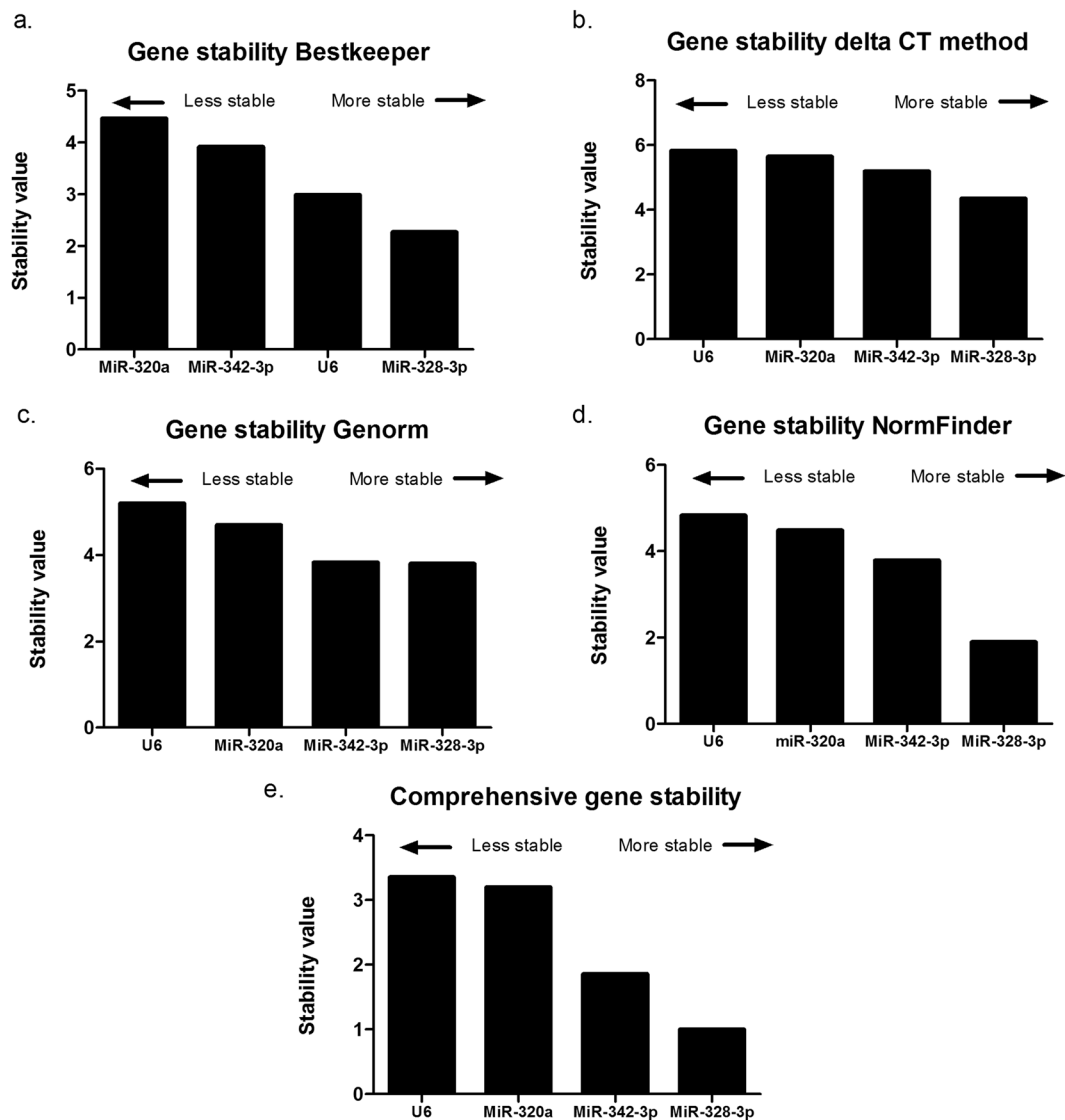 a.
Gene stability Bestkeeper
Less stable More stable
Stability value
5
4
3
2
1
0
MiR-320a MiR-342-3p U6 MiR-328-3p
b.
Gene stability delta CT method
Less stable More stable
Stability value
8
6
4
2
0
U6 MiR-320a MiR-342-3p MiR-328-3p
c.
Gene stability Genorm
Less stable More stable
Stability value
6
4
2
0
U6 MiR-320a MiR-342-3p MiR-328-3p
d.
Gene stability NormFinder
Less stable More stable
Stability value
6
4
2
0
U6 miR-320a MiR-342-3p MiR-328-3p
e.
Comprehensive gene stability
Less stable More stable
Stability value
4
3
2
1
0
U6 MiR-320a MiR-342-3p MiR-328-3p